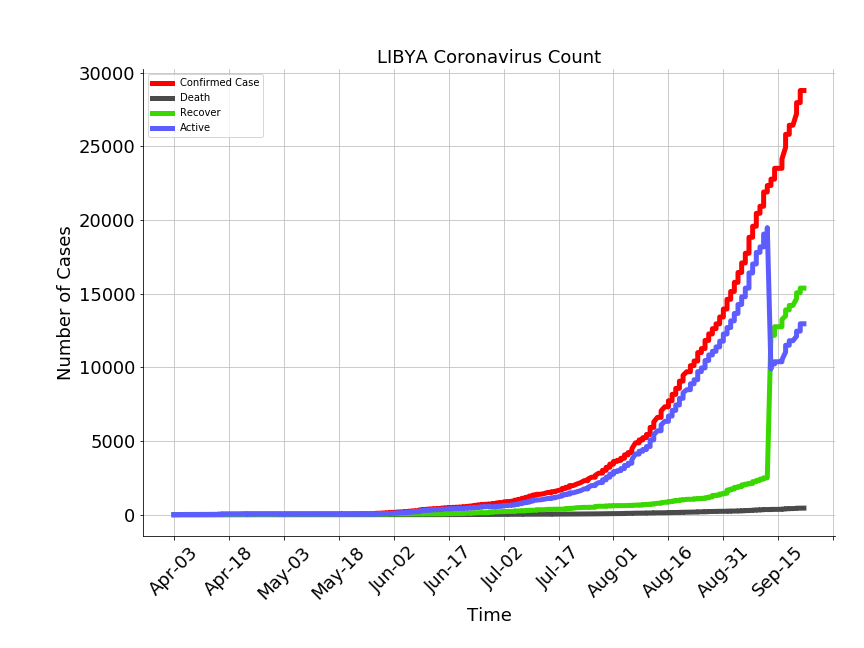 LIBYA Coronavirus Count
30000
25000
20000
15000
10000
5000
0
Number of Cases
Confirmed Case
Death
Recover
Active
Apr-03
Apr-18
May-03
May-18
Jun-02
Jun-17
Jul-02
Jul-17
Aug-01
Aug-16
Aug-31
Sep-15
Time